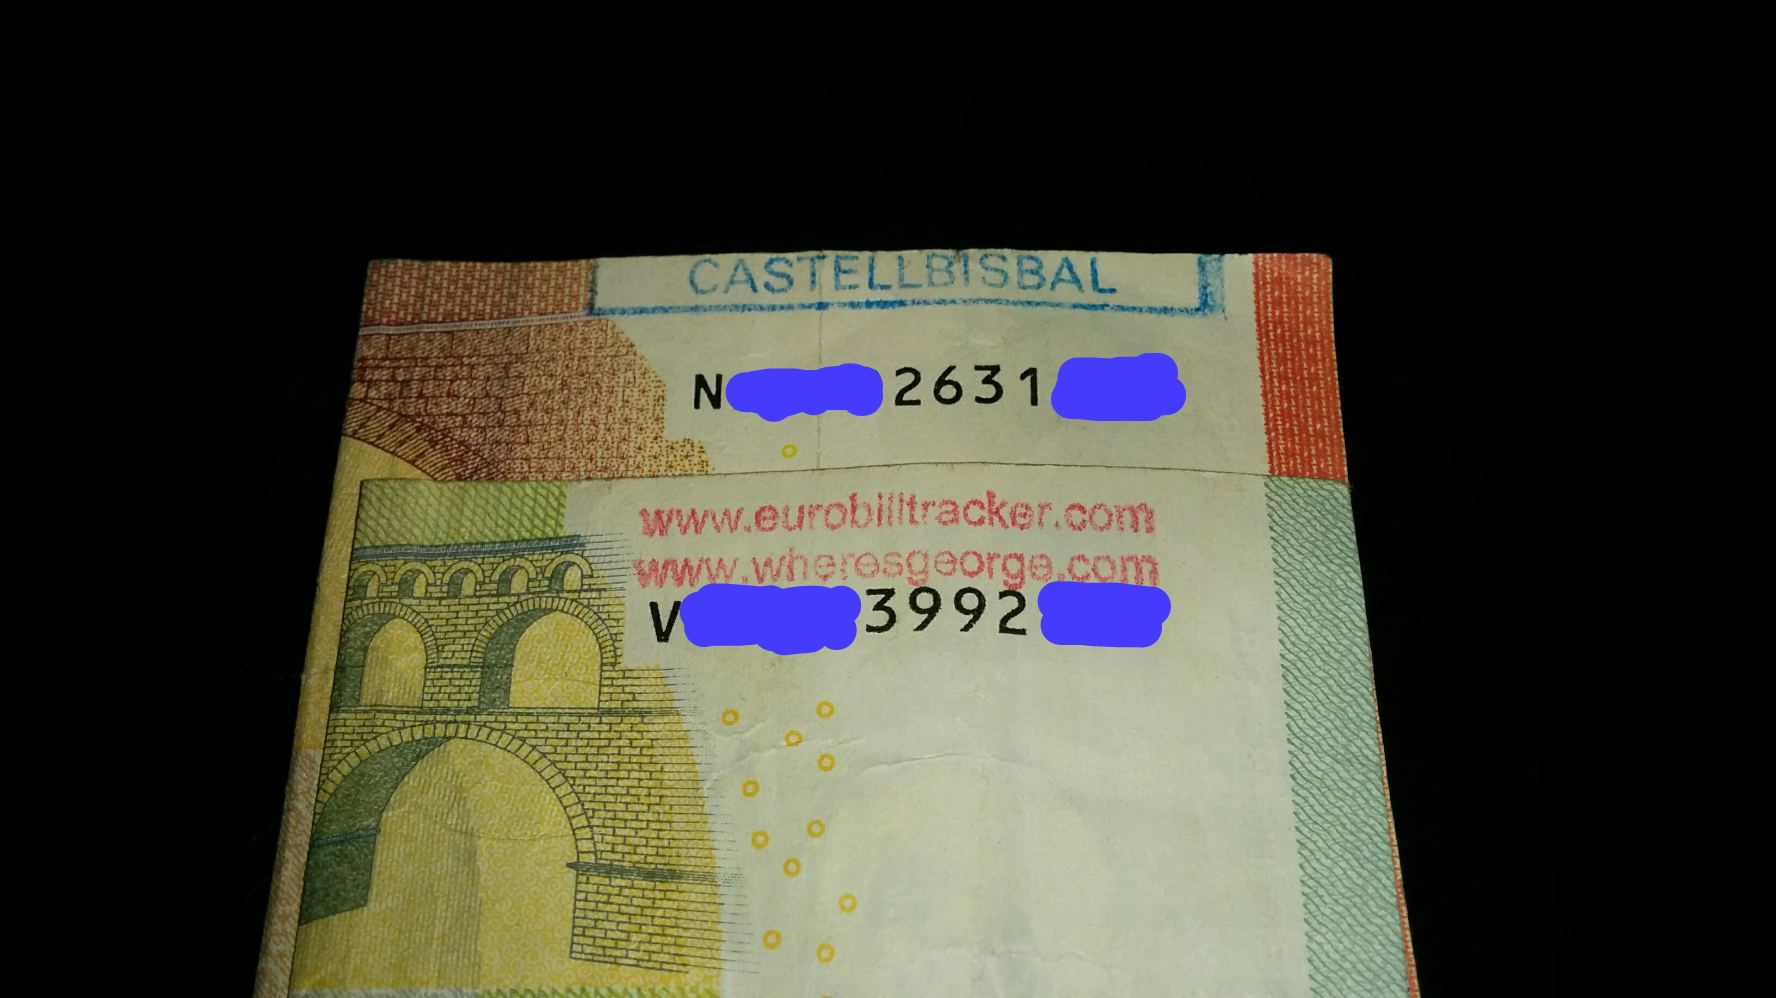 CASTELLBISBAL
N 2631
www.eurobilltracker.com
www.wheresgeorge.com
V 3992